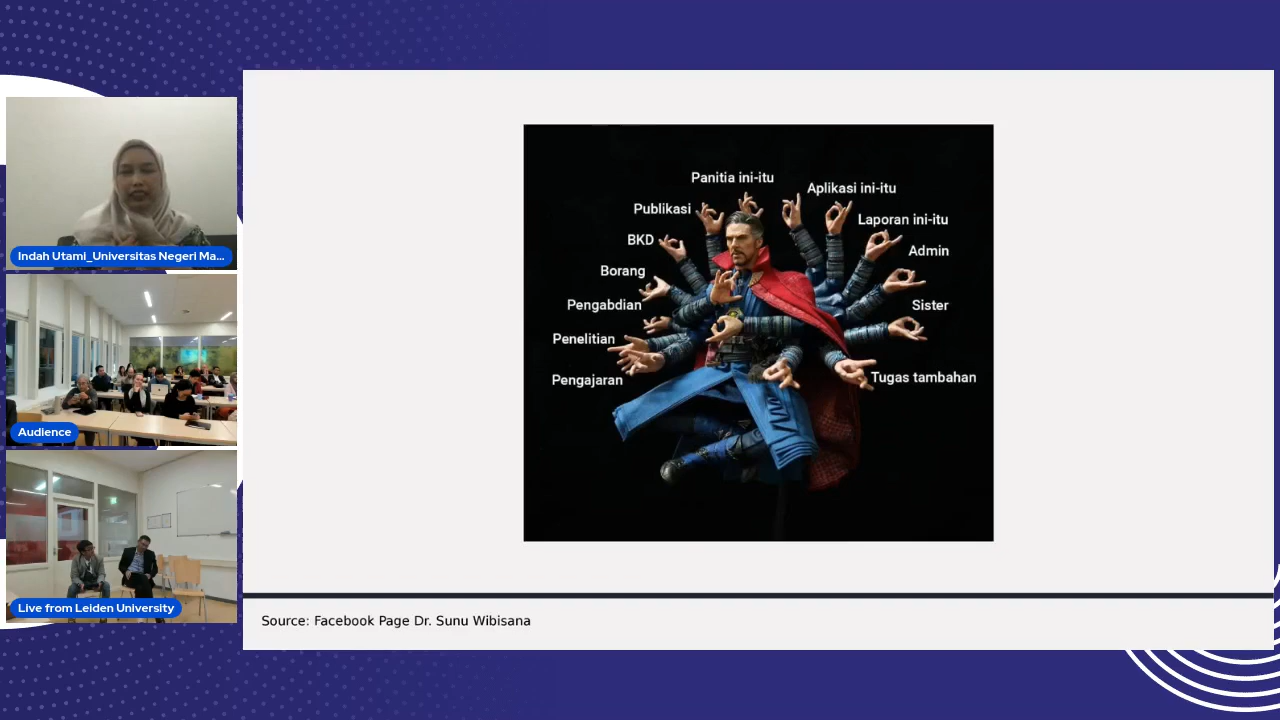 Indah Utami_Universitas Negeri Ma...
Audience
Live from Leiden University
Panitia ini-itu
Aplikasi ini-itu
Publikasi
Laporan ini-itu
BKD
Admin
Borang
Pengabdian
Sister
Penelitian
Pengajaran
Tugas tambahan
Source: Facebook Page Dr. Sunu Wibisana